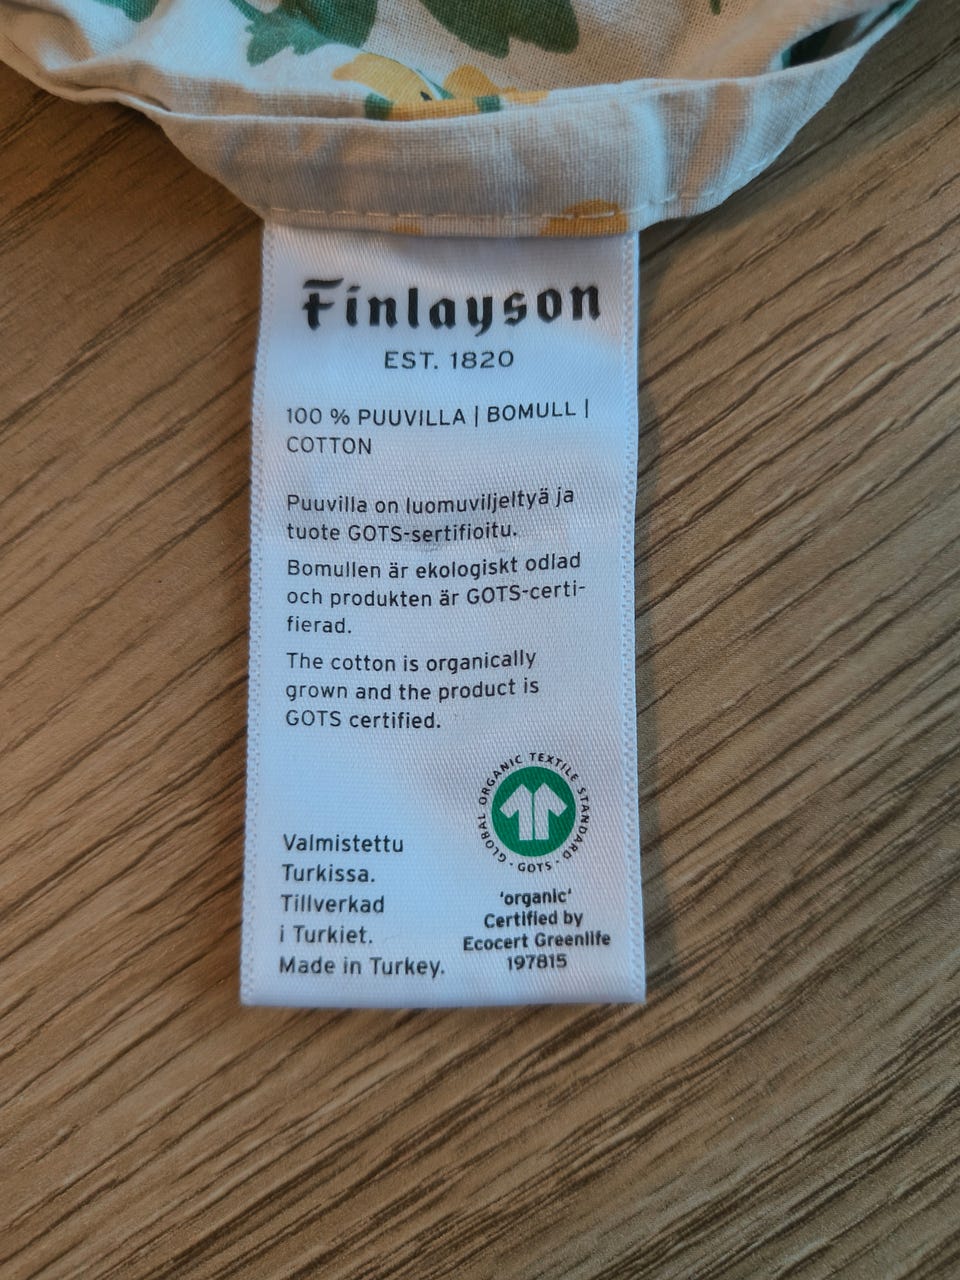 Finlayson
EST. 1820
100 % PUUVILLA | BOMULL |
COTTON
Puuvilla on luomuviljeltyä ja
tuote GOTS-sertifioitu.
Bomullen är ekologiskt odlad
och produkten är GOTS-certi-
fierad.
The cotton is organically
grown and the product is
GOTS certified.
GLOBAL ORGANIC TEXTILE STANDARD · GOTS ·
Valmistettu
Turkissa.
Tillverkad
i Turkiet.
Made in Turkey.
'organic'
Certified by
Ecocert Greenlife
197815